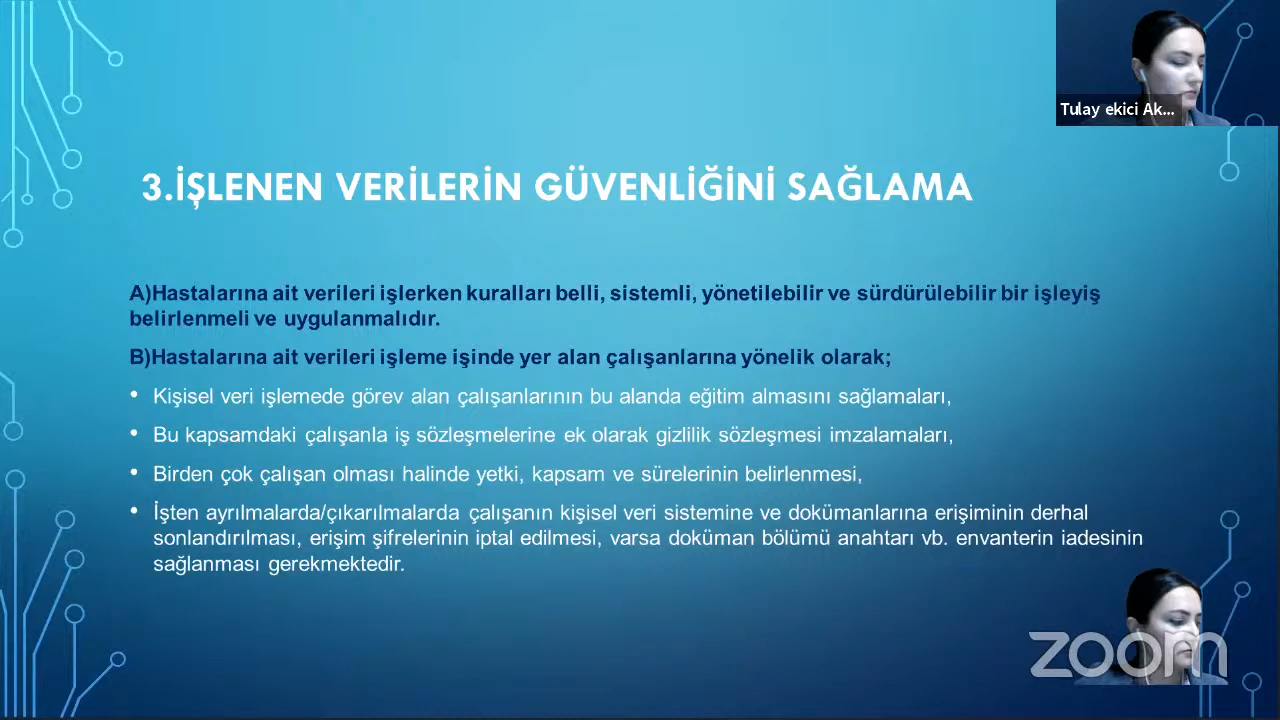 Tulay ekici Ak...
3.İŞLENEN VERİLERİN GÜVENLİĞİNİ SAĞLAMA
A)Hastalarına ait verileri işlerken kuralları belli, sistemli, yönetilebilir ve sürdürülebilir bir işleyiş
belirlenmeli ve uygulanmalıdır.
B)Hastalarına ait verileri işleme işinde yer alan çalışanlarına yönelik olarak;
• Kişisel veri işlemede görev alan çalışanlarının bu alanda eğitim almasını sağlamaları,
• Bu kapsamdaki çalışanla iş sözleşmelerine ek olarak gizlilik sözleşmesi imzalamaları,
• Birden çok çalışan olması halinde yetki, kapsam ve sürelerinin belirlenmesi,
• İşten ayrılmalarda/çıkarılmalarda çalışanın kişisel veri sistemine ve dokümanlarına erişiminin derhal
sonlandırılması, erişim şifrelerinin iptal edilmesi, varsa doküman bölümü anahtarı vb. envanterin iadesinin
sağlanması gerekmektedir.
zoom